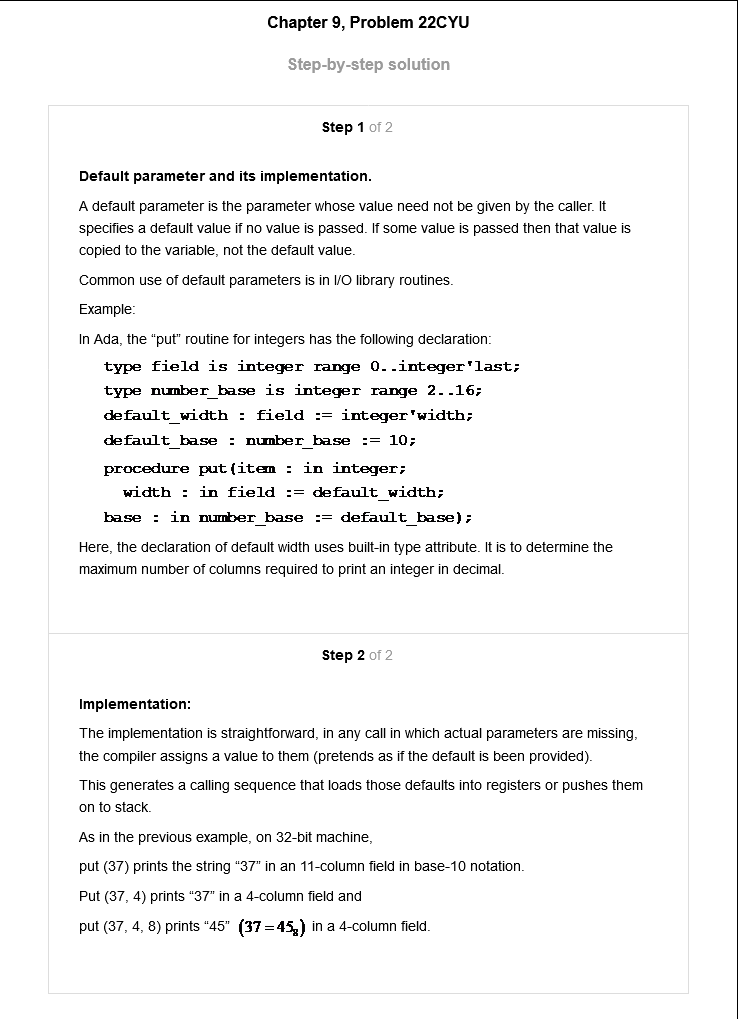 Chapter 9, Problem 22CYU
Step-by-step solution
Step 1 of 2
Default parameter and its implementation.
A default parameter is the parameter whose value need not be given by the caller. It
specifies a default value if no value is passed. If some value is passed then that value is
copied to the variable, not the default value.
Common use of default parameters is in I/O library routines.
Example:
In Ada, the “put” routine for integers has the following declaration:
type field is integer range 0..integer'last;
type number_base is integer range 2..16;
default_width : field := integer'width;
default_base : number_base := 10;
procedure put(item : in integer;
width : in field := default_width;
base : in number_base := default_base);
Here, the declaration of default width uses built-in type attribute. It is to determine the
maximum number of columns required to print an integer in decimal.
Step 2 of 2
Implementation:
The implementation is straightforward, in any call in which actual parameters are missing,
the compiler assigns a value to them (pretends as if the default is been provided).
This generates a calling sequence that loads those defaults into registers or pushes them
on to stack.
As in the previous example, on 32-bit machine,
put (37) prints the string “37” in an 11-column field in base-10 notation.
Put (37, 4) prints “37” in a 4-column field and
put (37, 4, 8) prints “45” (37 = 45₈) in a 4-column field.